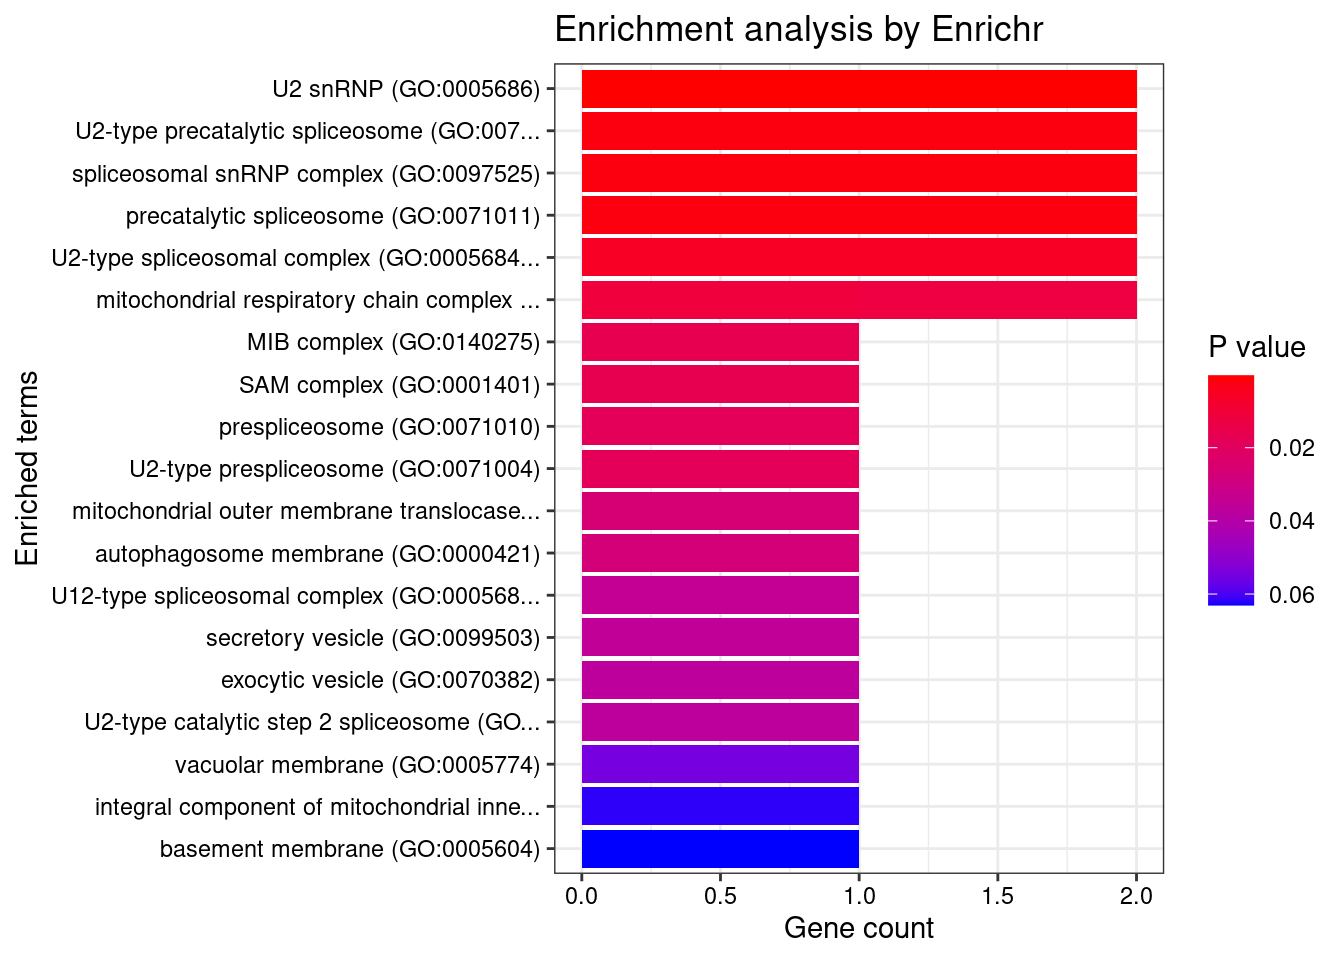 Enrichment analysis by Enrichr
U2 snRNP (GO:0005686)
U2-type precatalytic spliceosome (GO:007...
spliceosomal snRNP complex (GO:0097525)
precatalytic spliceosome (GO:0071011)
U2-type spliceosomal complex (GO:0005684...
mitochondrial respiratory chain complex ...
MIB complex (GO:0140275)
SAM complex (GO:0001401)
prespliceosome (GO:0071010)
U2-type prespliceosome (GO:0071004)
mitochondrial outer membrane translocase...
autophagosome membrane (GO:0000421)
U12-type spliceosomal complex (GO:000568...
secretory vesicle (GO:0099503)
exocytic vesicle (GO:0070382)
U2-type catalytic step 2 spliceosome (GO...
vacuolar membrane (GO:0005774)
integral component of mitochondrial inne...
basement membrane (GO:0005604)
Enriched terms
0.0 0.5 1.0 1.5 2.0
Gene count
P value
0.02
0.04
0.06